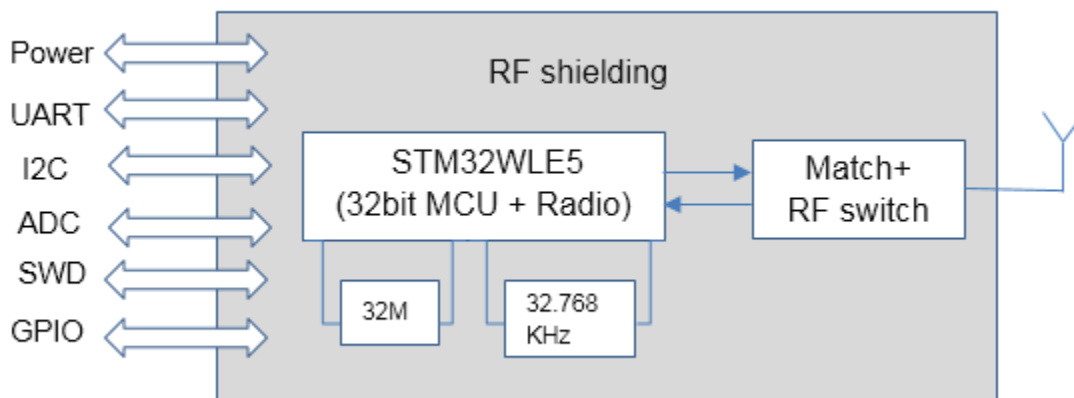 Power
UART
I2C
ADC
SWD
GPIO
RF shielding
STM32WLE5
(32bit MCU + Radio)
32M
32.768
KHz
Match+
RF switch